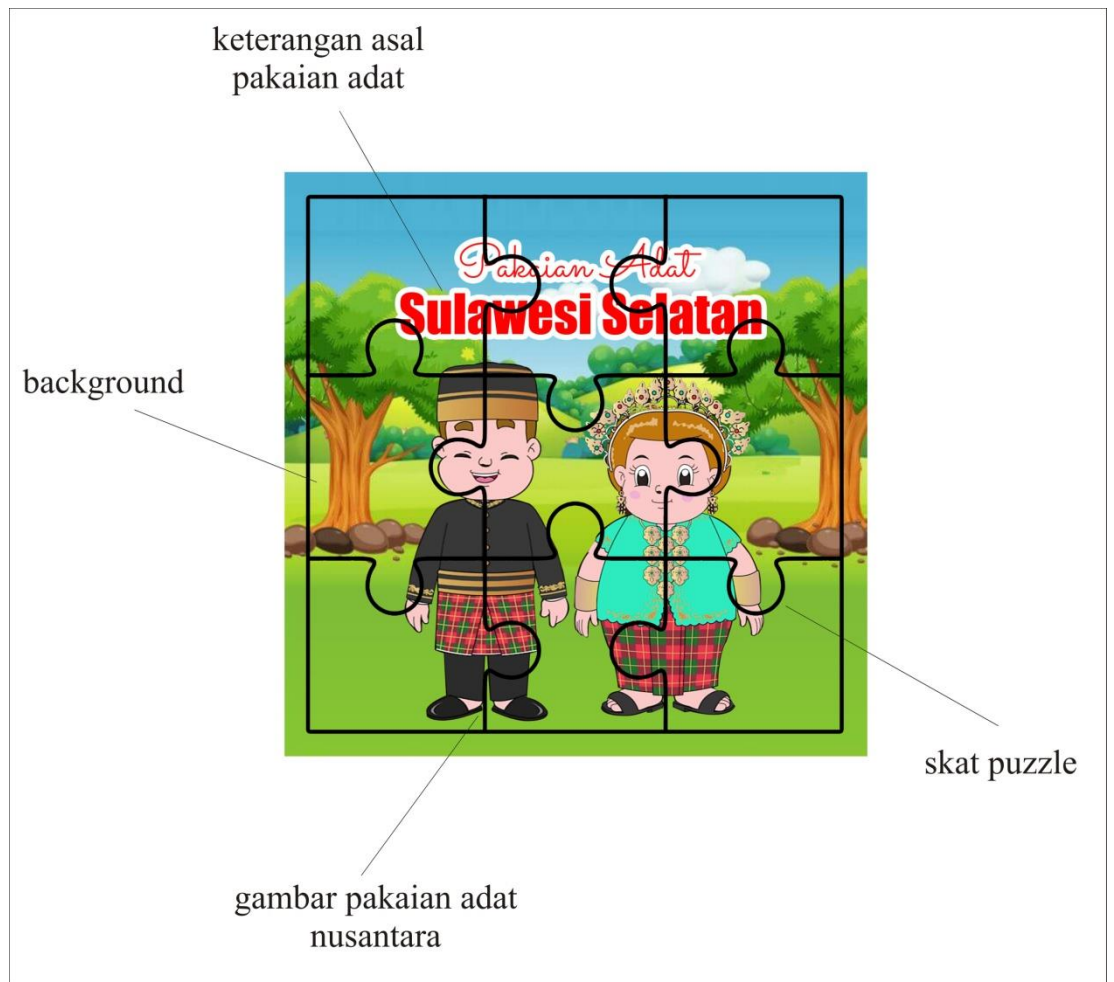 keterangan asal
pakaian adat
Pakaian Adat
Sulawesi Selatan
background
skat puzzle
gambar pakaian adat
nusantara